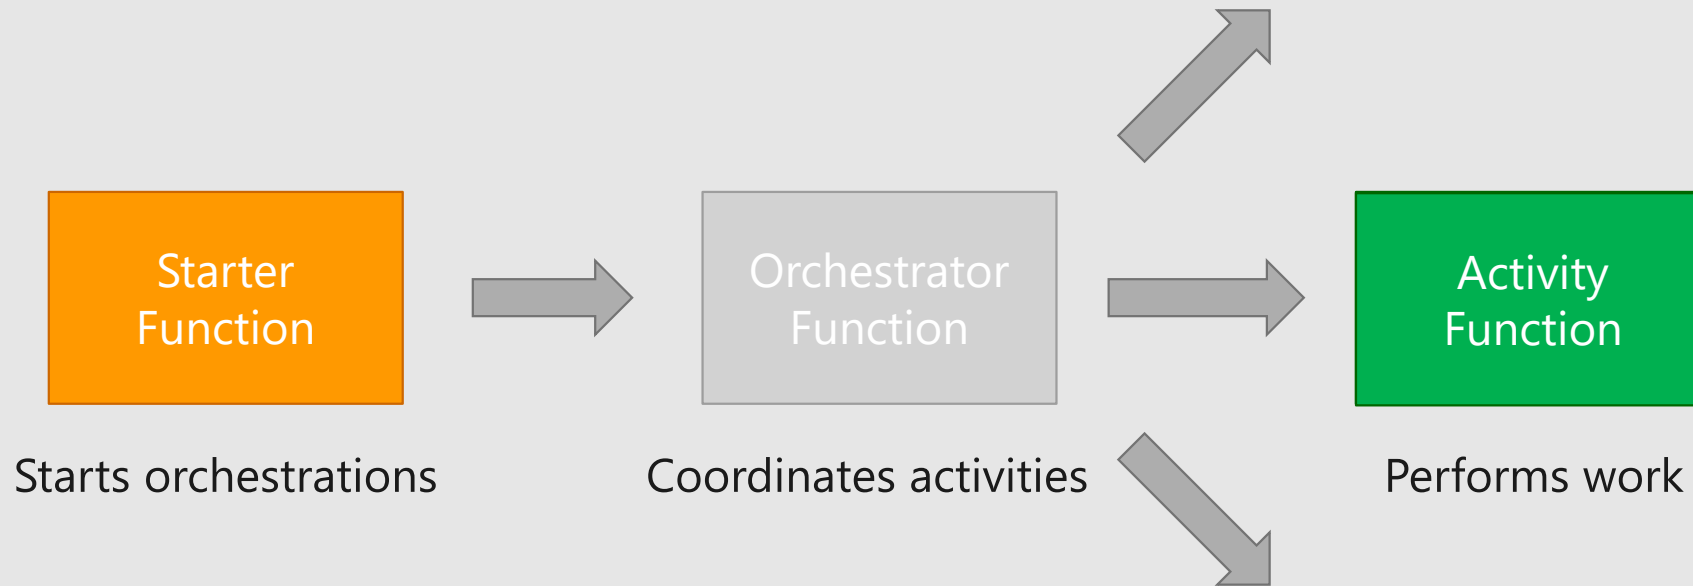 Starter
Function
Orchestrator
Function
Activity
Function
Starts orchestrations
Coordinates activities
Performs work